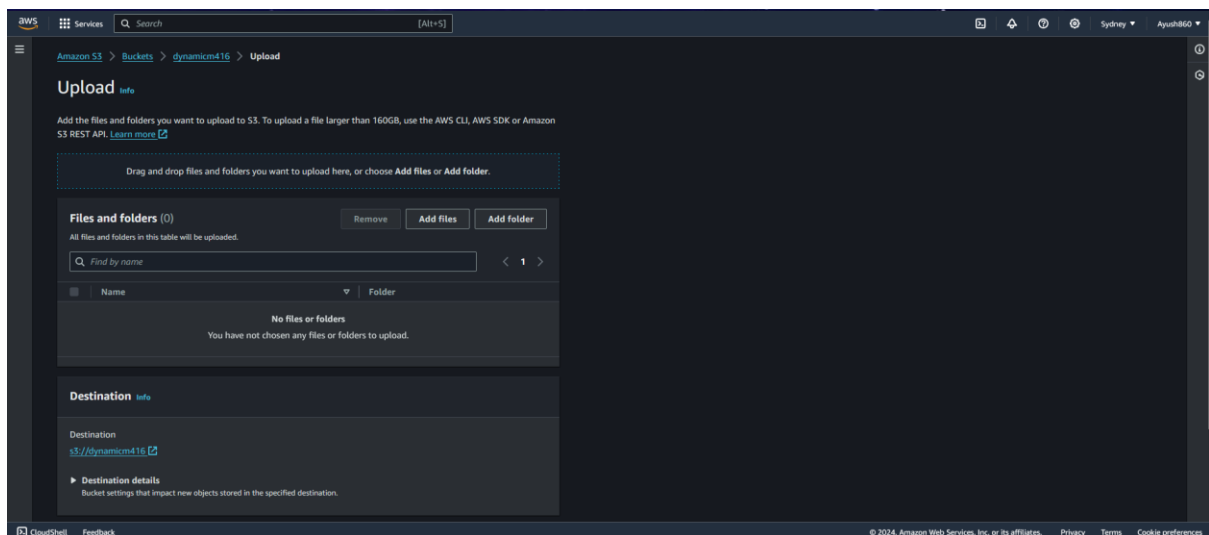 aws Services Search [Alt+S] Sydney Ayush860
Amazon S3 > Buckets > dynamicm416 > Upload
Upload Info
Add the files and folders you want to upload to S3. To upload a file larger than 160GB, use the AWS CLI, AWS SDK or Amazon
S3 REST API. Learn more
Drag and drop files and folders you want to upload here, or choose Add files or Add folder.
Files and folders (0) Remove Add files Add folder
All files and folders in this table will be uploaded.
Find by name < 1 >
Name Folder
No files or folders
You have not chosen any files or folders to upload.
Destination Info
Destination
s3://dynamicm416
Destination details
Bucket settings that impact new objects stored in the specified destination.
CloudShell Feedback © 2024, Amazon Web Services, Inc. or its affiliates. Privacy Terms Cookie preferences